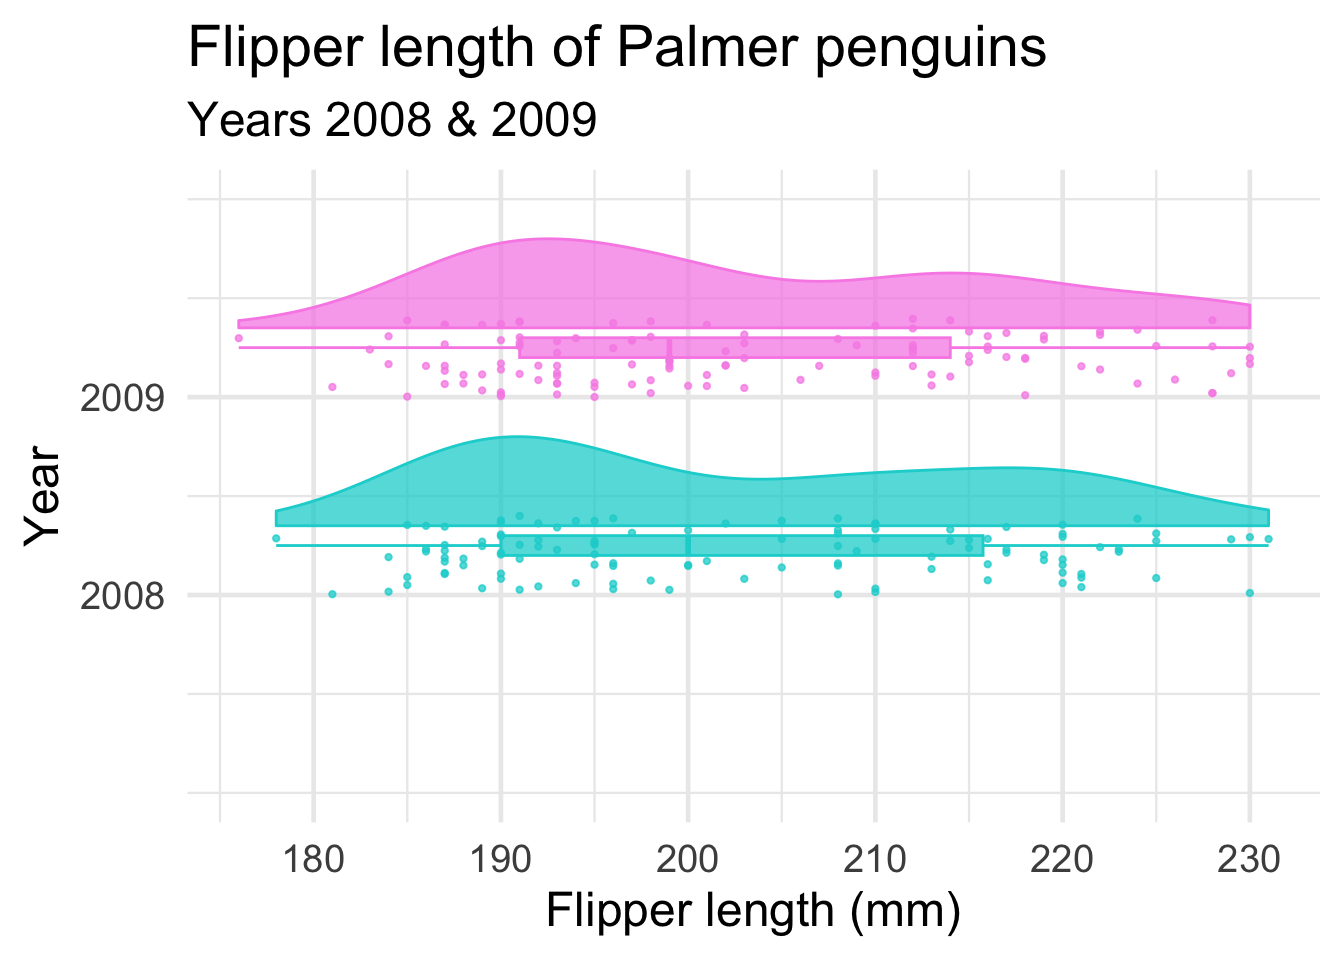 Flipper length of Palmer penguins
Years 2008 & 2009
Year
2009
2008
180 190 200 210 220 230
Flipper length (mm)